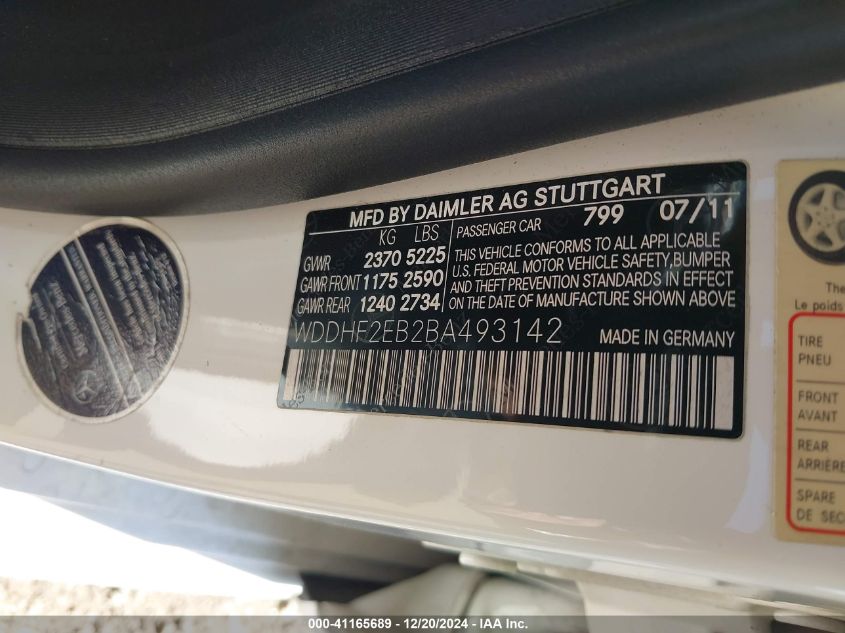 MFD BY DAIMLER AG STUTTGART
KG LBS
GVWR 2370 5225
GAWR FRONT 1175 2590
GAWR REAR 1240 2734
PASSENGER CAR 799 07/11
THIS VEHICLE CONFORMS TO ALL APPLICABLE
U.S. FEDERAL MOTOR VEHICLE SAFETY, BUMPER
AND THEFT PREVENTION STANDARDS IN EFFECT
ON THE DATE OF MANUFACTURE SHOWN ABOVE
WDDHF2EB2BA493142 MADE IN GERMANY
The
Le poids
TIRE
PNEU
FRONT
AVANT
REAR
ARRIÈRE
SPARE
DE SEC
000-41165689 - 12/20/2024 - IAA Inc.